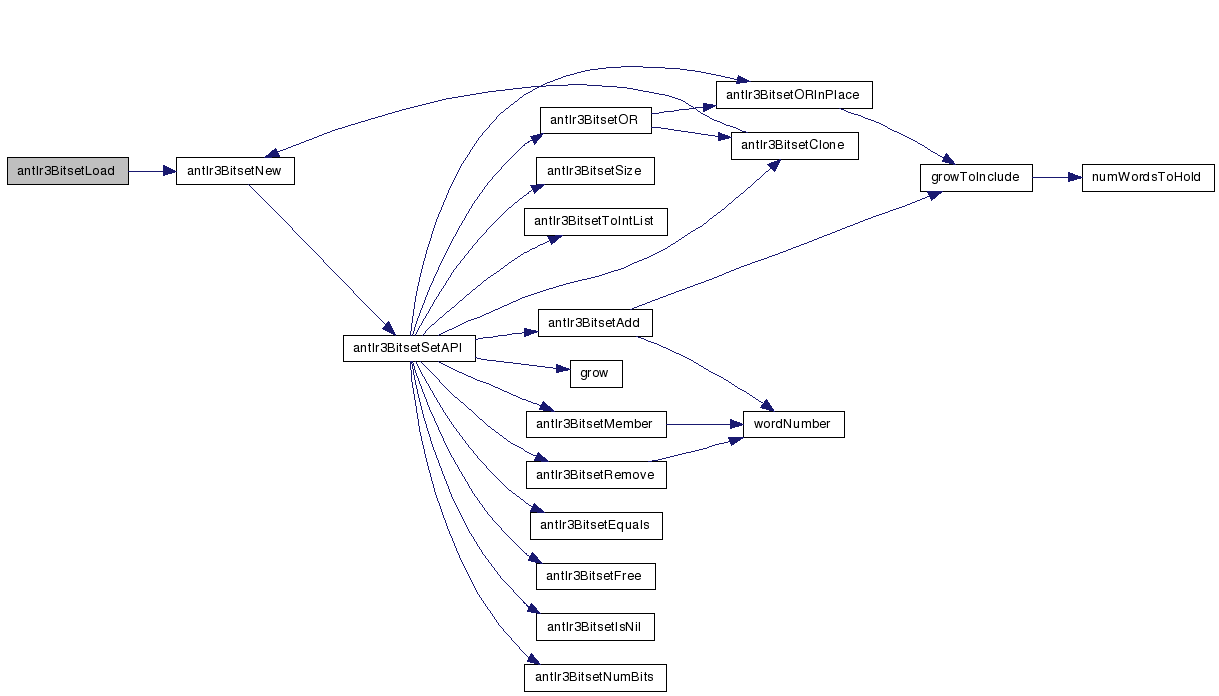 antlr3BitsetORInPlace
antlr3BitsetOR
antlr3BitsetClone
antlr3BitsetLoad
antlr3BitsetNew
antlr3BitsetSize
growToInclude
numWordsToHold
antlr3BitsetToIntList
antlr3BitsetAdd
antlr3BitsetSetAPI
grow
antlr3BitsetMember
wordNumber
antlr3BitsetRemove
antlr3BitsetEquals
antlr3BitsetFree
antlr3BitsetIsNil
antlr3BitsetNumBits